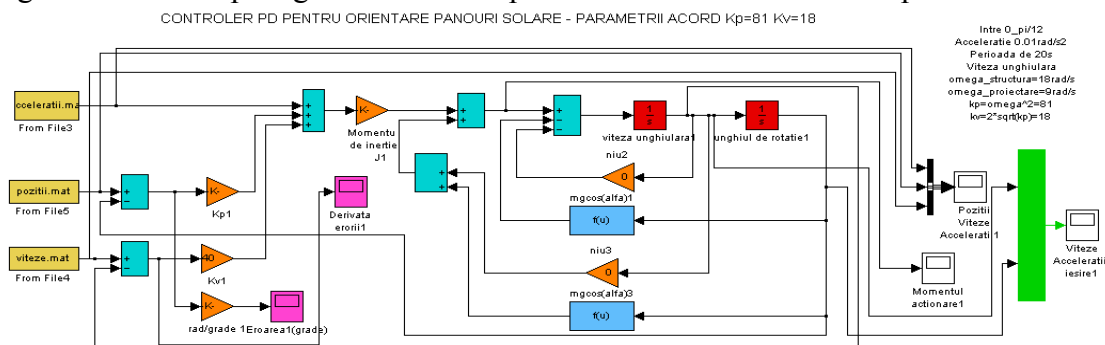 CONTROLER PD PENTRU ORIENTARE PANOURI SOLARE - PARAMETRII ACORD Kp=81 Kv=18
Intre 0_pi/12
Acceleratie 0.01rad/s2
Perioada de 20s
Viteza unghiulara
omega_structura=18rad/s
omega_proiectare=9rad/s
kp=omega^2=81
kv=2*sqrt(kp)=18
cceleratii.ma
From File3
K-
Momentu
de inertie
J1
1
s
viteza unghiulara1
1
s
unghiul de rotatie1
niu2
0
mgcos(alfa)1
f(u)
niu3
0
mgcos(alfa)3
f(u)
pozitii.mat
From File5
K-
Kp1
Derivata
erorii1
viteze.mat
From File4
40
Kv1
K-
rad/grade 1
Eroarea1(grade)
Pozitii
Viteze
Acceleratii1
Momentul
actionare1
Viteze
Acceleratii
iesire1